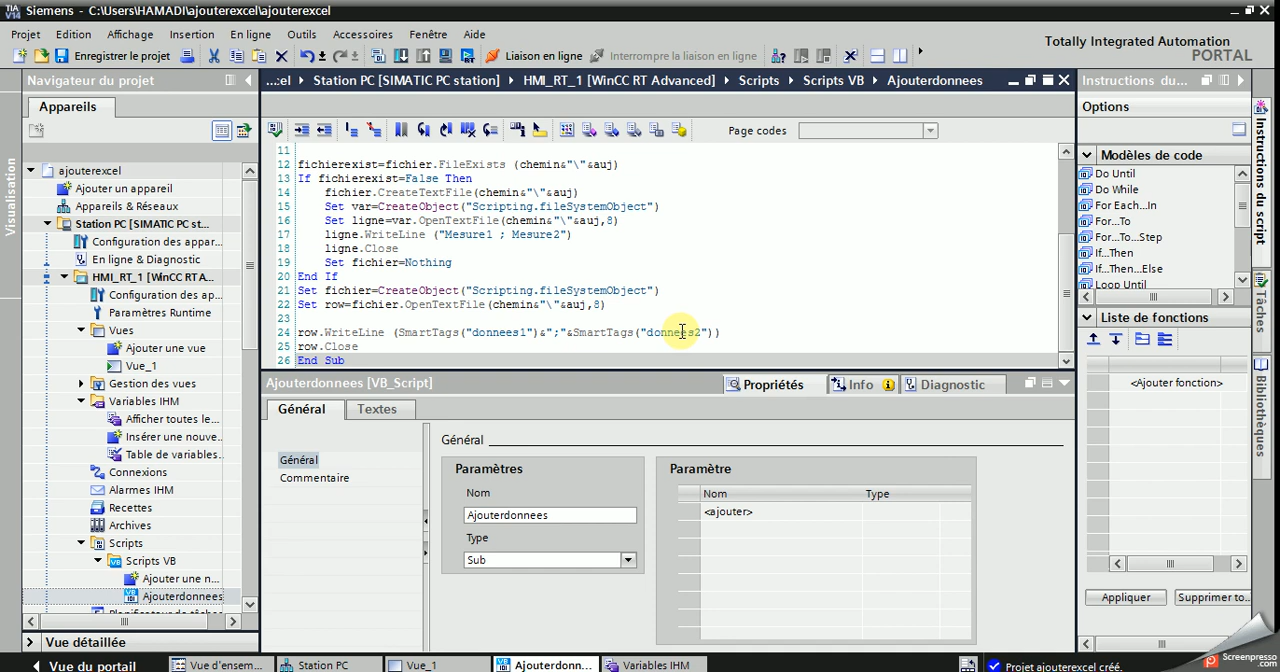 TIA V14 Siemens - C:\Users\HAMADI\ajouterexcel\ajouterexcel
Projet Edition Affichage Insertion En ligne Outils Accessoires Fenêtre Aide
Totally Integrated Automation
PORTAL
Enregistrer le projet Liaison en ligne Interrompre la liaison en ligne
Navigateur du projet
...:el Station PC [SIMATIC PC station] HMI_RT_1 [WinCC RT Advanced] Scripts Scripts VB Ajouterdonnees
Instructions du...
Appareils
Options
Page codes
Visualisation
ajouterexcel
Ajouter un appareil
Appareils & Réseaux
Station PC [SIMATIC PC st...
Configuration des appar...
En ligne & Diagnostic
HMI_RT_1 [WinCC RT A...
Configuration des ap...
Paramètres Runtime
Vues
Ajouter une vue
Vue_1
Gestion des vues
Variables IHM
Afficher toutes le...
Insérer une nouve..
Table de variables..
Connexions
Alarmes IHM
Recettes
Archives
Scripts
Scripts VB
Ajouter une n...
Ajouterdonnees
Planificateur de tâches
Vue détaillée
11
12 fichierexist=fichier.FileExists (chemin&"\"&auj)
13 If fichierexist=False Then
14 fichier.CreateTextFile(chemin&"\"&auj)
15 Set var=CreateObject("Scripting.fileSystemObject")
16 Set ligne=var.OpenTextFile(chemin&"\"&auj,8)
17 ligne.WriteLine ("Mesure1 ; Mesure2")
18 ligne.Close
19 Set fichier=Nothing
20 End If
21 Set fichier=CreateObject("Scripting.fileSystemObject")
22 Set row=fichier.OpenTextFile(chemin&"\"&auj,8)
23
24 row.WriteLine (SmartTags("donnees1")&";"&SmartTags("donnees2"))
25 row.Close
26 End Sub
Ajouterdonnees [VB_Script]
Propriétés Info Diagnostic
Général Textes
Général
Commentaire
Général
Paramètres
Nom
Ajouterdonnees
Type
Sub
Paramètre
Nom Type
<ajouter>
Modèles de code
Do Until
Do While
For Each...In
For...To
For...To...Step
If...Then
If...Then...Else
Loop Until
Liste de fonctions
<Ajouter fonction>
Appliquer Supprimer to...
Instructions du script
Tâches
Bibliothèques
Vue du portail Vue d'ensem... Station PC Vue_1 Ajouterdonn... Variables IHM Projet ajouterexcel créé.
Screenpresso
.com